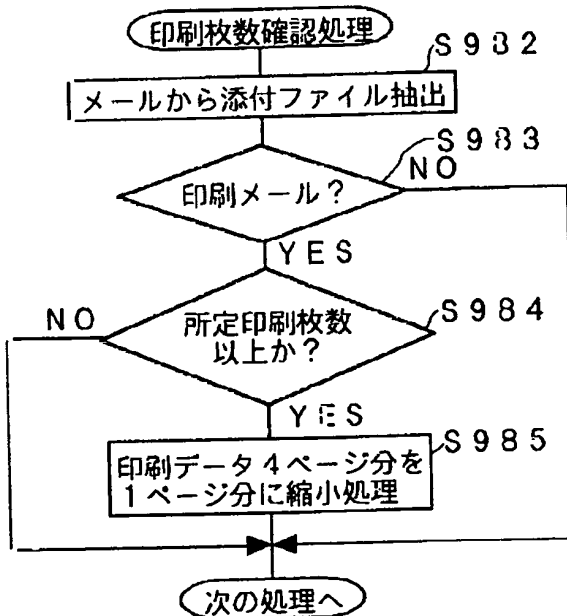 印刷枚数確認処理
S982
メールから添付ファイル抽出
S983
印刷メール?
NO
YES
所定印刷枚数
以上か?
S984
NO
YES
S985
印刷データ4ページ分を
1ページ分に縮小処理
次の処理へ